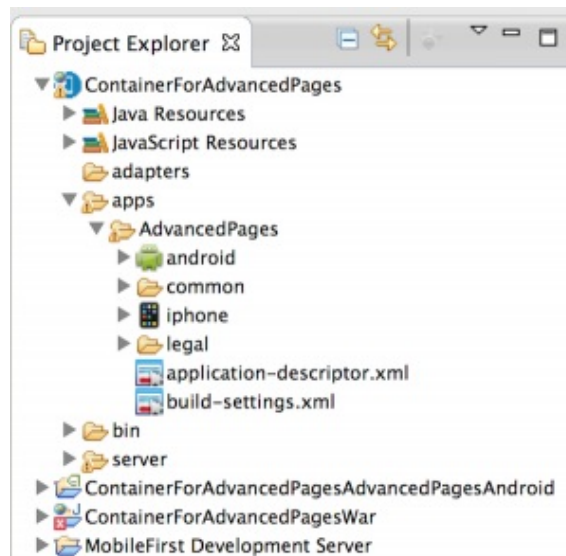 Project Explorer
ContainerForAdvancedPages
Java Resources
JavaScript Resources
adapters
apps
AdvancedPages
android
common
iphone
legal
application-descriptor.xml
build-settings.xml
bin
server
ContainerForAdvancedPagesAdvancedPagesAndroid
ContainerForAdvancedPagesWar
MobileFirst Development Server